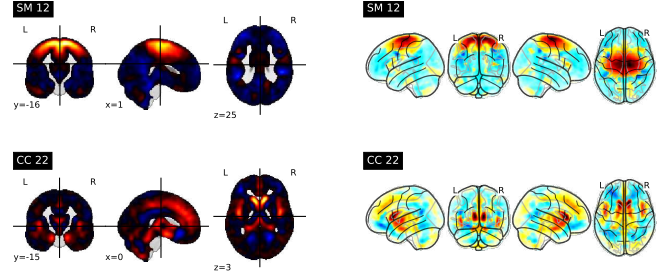 SM 12
L R
y=-16 x=1 z=25
SM 12
L R
CC 22
L R
L R
y=-15 x=0 z=3
CC 22
L R
L R